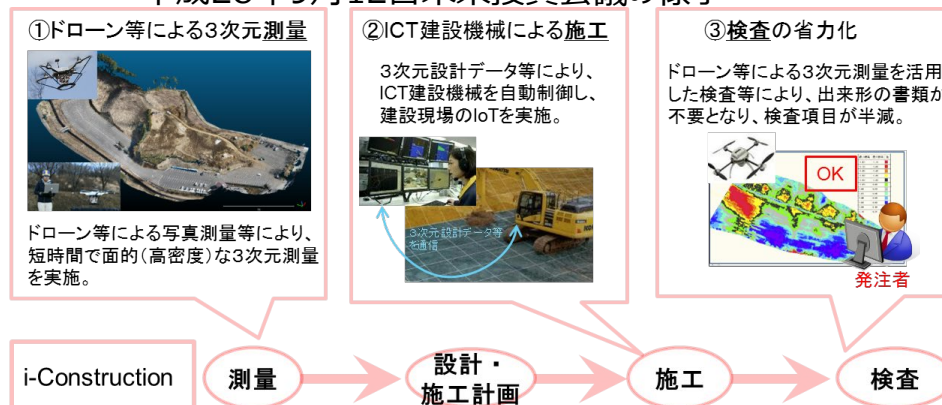 ①ドローン等による3次元測量
ドローン等による写真測量等により、
短時間で面的(高密度)な3次元測量
を実施。
②ICT建設機械による施工
3次元設計データ等により、
ICT建設機械を自動制御し、
建設現場のIoTを実施。
3次元設計データ等
を通信
③検査の省力化
ドローン等による3次元測量を活用
した検査等により、出来形の書類が
不要となり、検査項目が半減。
OK
発注者
i-Construction
測量
設計・
施工計画
施工
検査